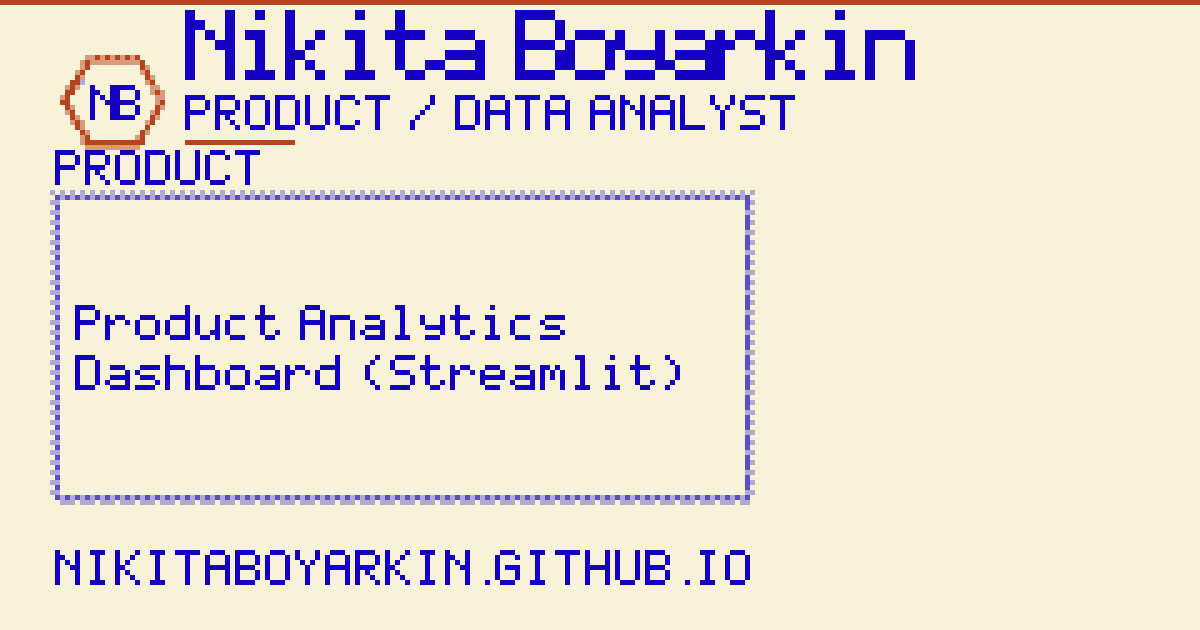 Nikita Boyarkin
NB
PRODUCT / DATA ANALYST
PRODUCT
Product Analytics
Dashboard (Streamlit)
NIKITABOYARKIN.GITHUB.IO